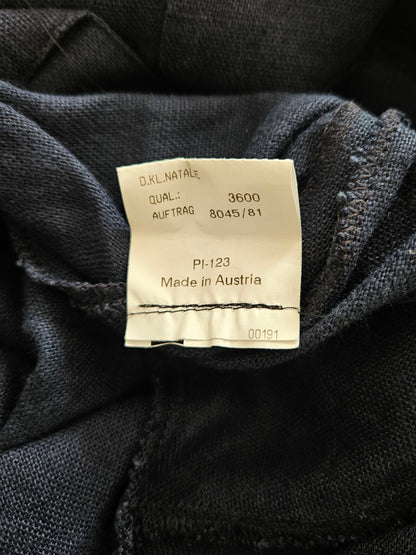 D.KL.NATALE
QUAL.: 3600
AUFTRAG 8045/81
PI-123
Made in Austria
00191